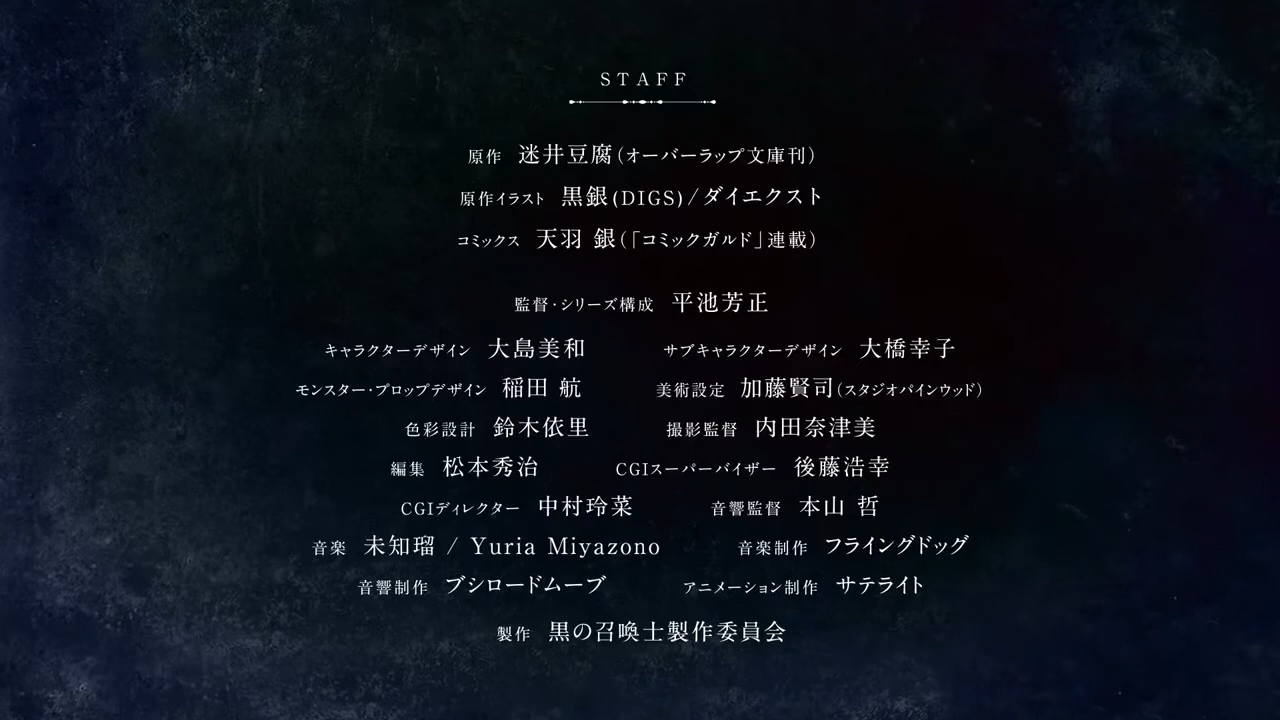 STAFF
原作 迷井豆腐(オーバーラップ文庫刊)
原作イラスト 黒銀(DIGS)/ダイエクスト
コミックス 天羽 銀(「コミックガルド」連載)
監督・シリーズ構成 平池芳正
キャラクターデザイン 大島美和 サブキャラクターデザイン 大橋幸子
モンスター・プロップデザイン 稲田 航 美術設定 加藤賢司(スタジオパインウッド)
色彩設計 鈴木依里 撮影監督 内田奈津美
編集 松本秀治 CGIスーパーバイザー 後藤浩幸
CGIディレクター 中村玲菜 音響監督 本山 哲
音楽 未知瑠 / Yuria Miyazono 音楽制作 フライングドッグ
音響制作 ブシロードムーブ アニメーション制作 サテライト
製作 黒の召喚士製作委員会